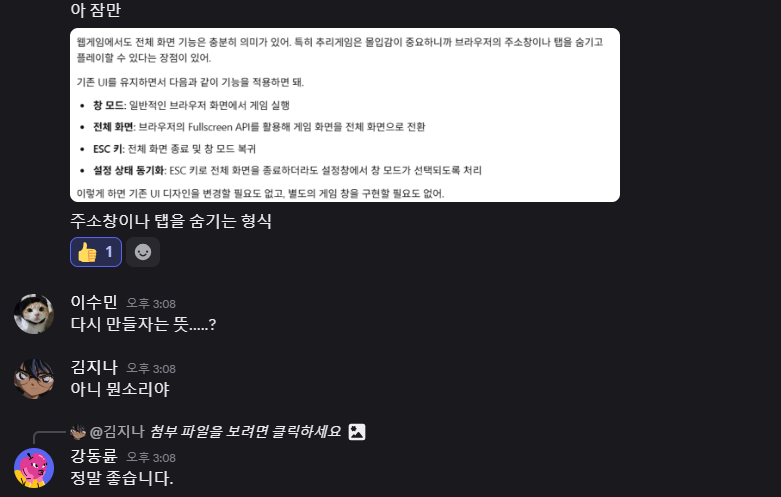 아 잠만
웹게임에서도 전체 화면 기능은 충분히 의미가 있어. 특히 추리게임은 몰입감이 중요하니까 브라우저의 주소창이나 탭을 숨기고
플레이할 수 있다는 장점이 있어.
기존 UI를 유지하면서 다음과 같이 기능을 적용하면 돼.
• 창 모드: 일반적인 브라우저 화면에서 게임 실행
• 전체 화면: 브라우저의 Fullscreen API를 활용해 게임 화면을 전체 화면으로 전환
• ESC 키: 전체 화면 종료 및 창 모드 복귀
• 설정 상태 동기화: ESC 키로 전체 화면을 종료하더라도 설정창에서 창 모드가 선택되도록 처리
이렇게 하면 기존 UI 디자인을 변경할 필요도 없고, 별도의 게임 창을 구현할 필요도 없어.
주소창이나 탭을 숨기는 형식
👍 1
이수민 오후 3:08
다시 만들자는 뜻.....?
김지나 오후 3:08
아니 뭔소리야
@김지나 첨부 파일을 보려면 클릭하세요
강동륜 오후 3:08
정말 좋습니다.